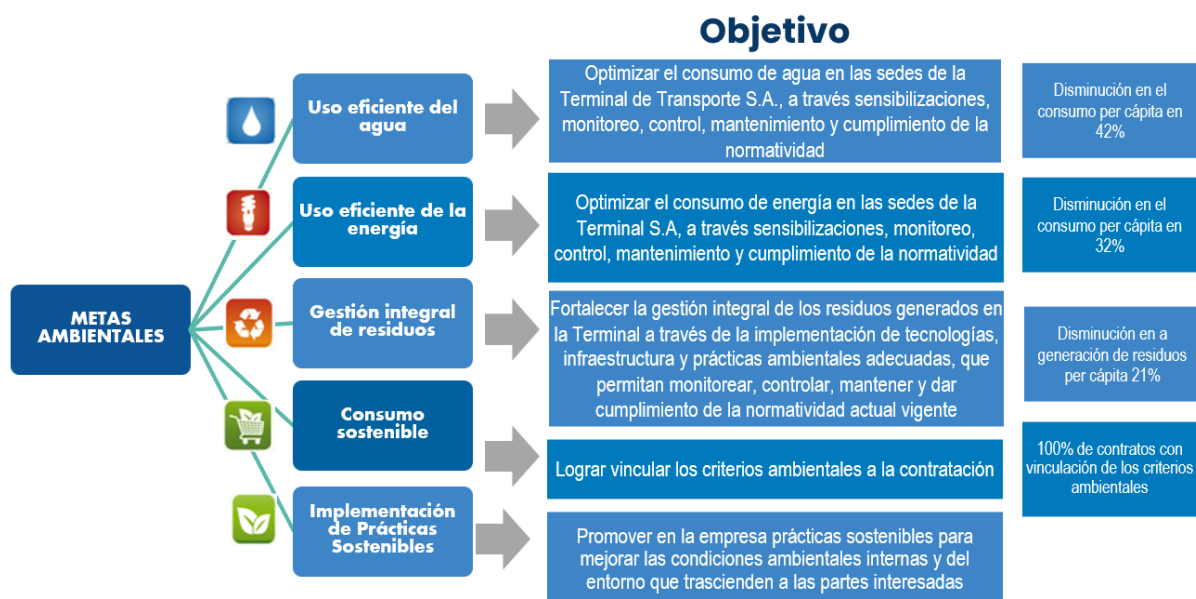 Objetivo
METAS
AMBIENTALES
Uso eficiente del
agua
Optimizar el consumo de agua en las sedes de la
Terminal de Transporte S.A., a través sensibilizaciones,
monitoreo, control, mantenimiento y cumplimiento de la
normatividad
Disminución en el
consumo per cápita en
42%
Uso eficiente de la
energía
Optimizar el consumo de energía en las sedes de la
Terminal S.A, a través sensibilizaciones, monitoreo,
control, mantenimiento y cumplimiento de la normatividad
Disminución en el
consumo per cápita en
32%
Gestión integral
de residuos
Fortalecer la gestión integral de los residuos generados en
la Terminal a través de la implementación de tecnologías,
infraestructura y prácticas ambientales adecuadas, que
permitan monitorear, controlar, mantener y dar
cumplimiento de la normatividad actual vigente
Disminución en a
generación de residuos
per cápita 21%
Consumo
sostenible
Lograr vincular los criterios ambientales a la contratación
100% de contratos con
vinculación de los criterios
ambientales
Implementación
de Prácticas
Sostenibles
Promover en la empresa prácticas sostenibles para
mejorar las condiciones ambientales internas y del
entorno que trascienden a las partes interesadas